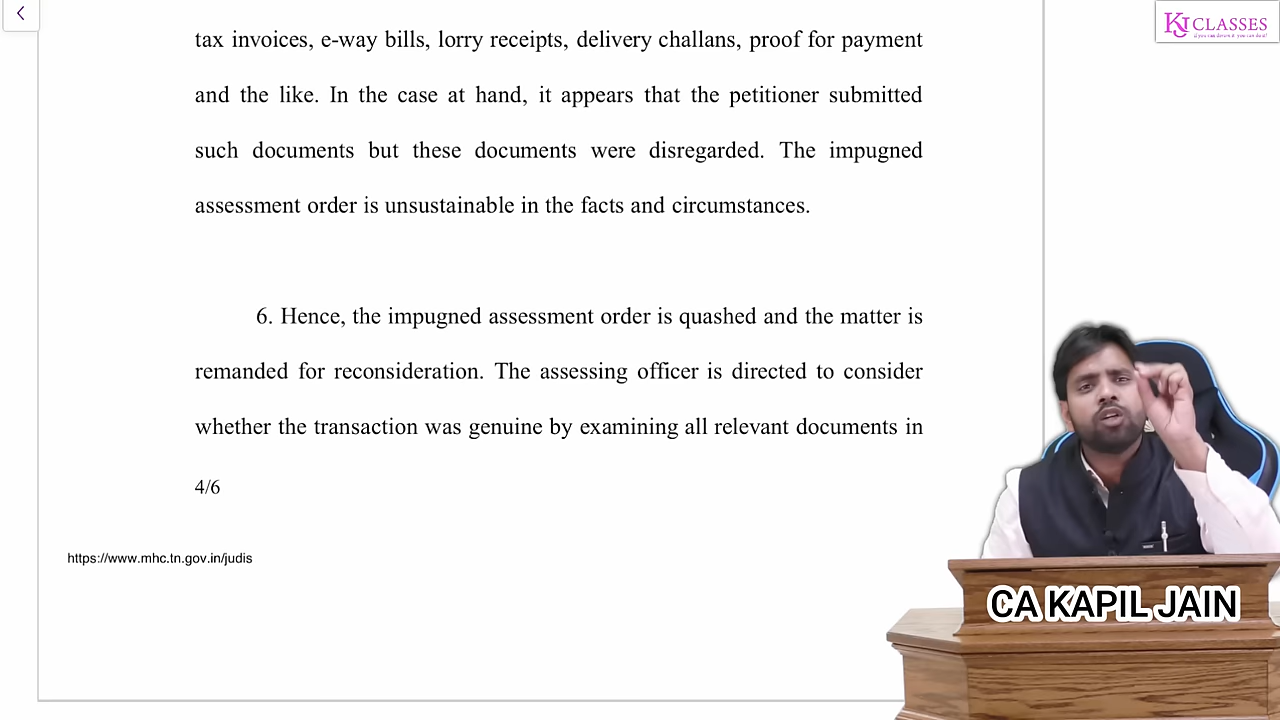 KJ CLASSES
tax invoices, e-way bills, lorry receipts, delivery challans, proof for payment
and the like. In the case at hand, it appears that the petitioner submitted
such documents but these documents were disregarded. The impugned
assessment order is unsustainable in the facts and circumstances.
6. Hence, the impugned assessment order is quashed and the matter is
remanded for reconsideration. The assessing officer is directed to consider
whether the transaction was genuine by examining all relevant documents in
4/6
https://www.mhc.tn.gov.in/judis
CA KAPIL JAIN